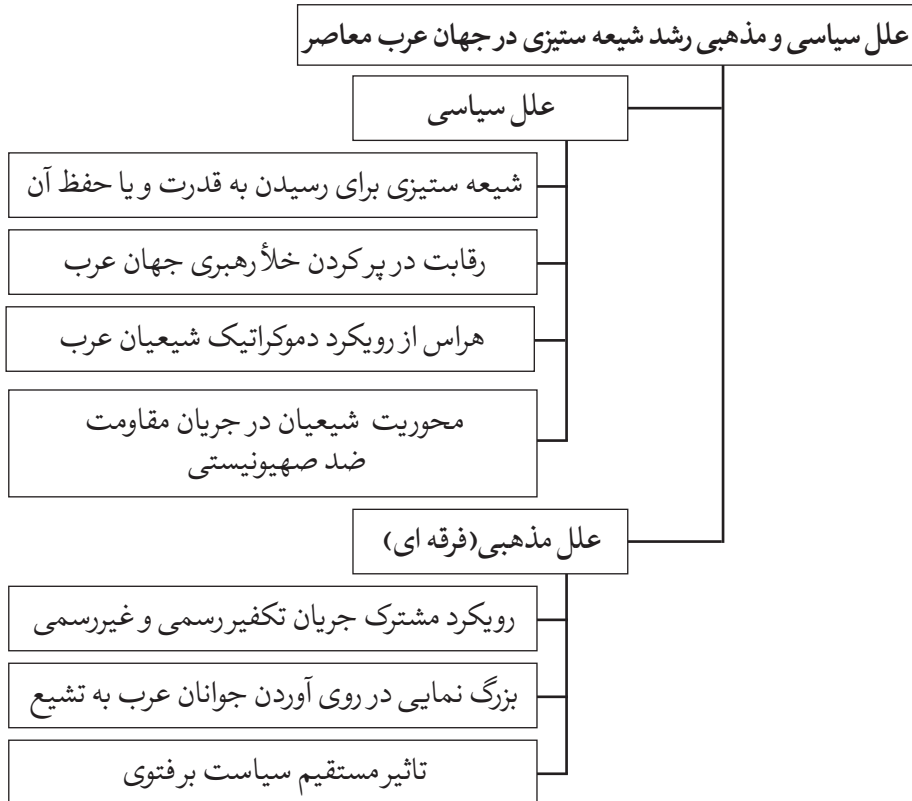 علل سیاسی و مذهبی رشد شیعه ستیزی در جهان عرب معاصر
علل سیاسی
شیعه ستیزی برای رسیدن به قدرت و یا حفظ آن
رقابت در پر کردن خلأ رهبری جهان عرب
هراس از رویکرد دموکراتیک شیعیان عرب
محوریت شیعیان در جریان مقاومت
ضد صهیونیستی
علل مذهبی(فرقه ای)
رویکرد مشترک جریان تکفیر رسمی و غیررسمی
بزرگ نمایی در روی آوردن جوانان عرب به تشیع
تاثیر مستقیم سیاست بر فتوی